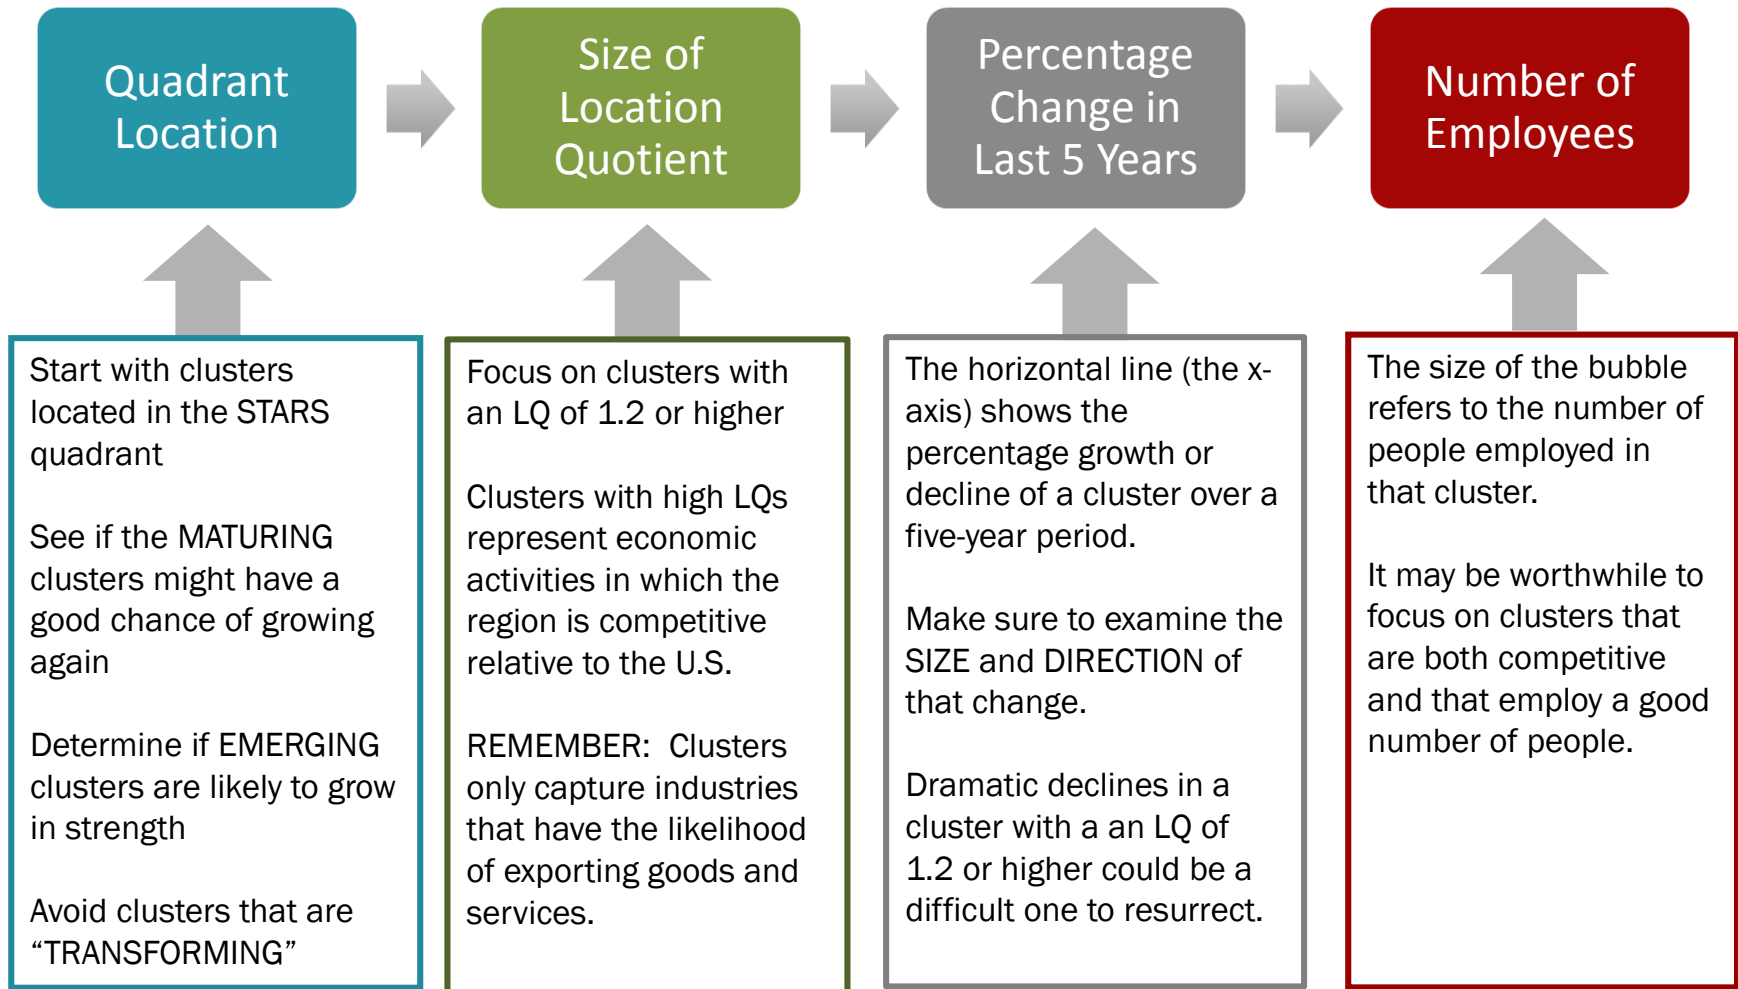 Quadrant
Location
Size of
Location
Quotient
Percentage
Change in
Last 5 Years
Number of
Employees
Start with clusters
located in the STARS
quadrant
See if the MATURING
clusters might have a
good chance of growing
again
Determine if EMERGING
clusters are likely to grow
in strength
Avoid clusters that are
“TRANSFORMING”
Focus on clusters with
an LQ of 1.2 or higher
Clusters with high LQs
represent economic
activities in which the
region is competitive
relative to the U.S.
REMEMBER:  Clusters
only capture industries
that have the likelihood
of exporting goods and
services.
The horizontal line (the x-
axis) shows the
percentage growth or
decline of a cluster over a
five-year period.
Make sure to examine the
SIZE and DIRECTION of
that change.
Dramatic declines in a
cluster with a an LQ of
1.2 or higher could be a
difficult one to resurrect.
The size of the bubble
refers to the number of
people employed in
that cluster.
It may be worthwhile to
focus on clusters that
are both competitive
and that employ a good
number of people.